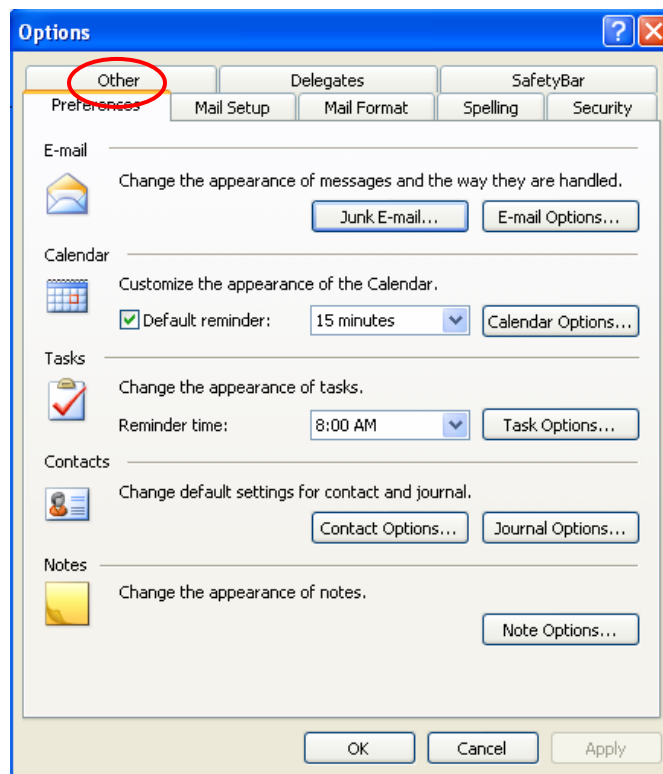 Options
Other Delegates SafetyBar
Preferences Mail Setup Mail Format Spelling Security
E-mail
Change the appearance of messages and the way they are handled.
Junk E-mail... E-mail Options...
Calendar
Customize the appearance of the Calendar.
Default reminder: 15 minutes Calendar Options...
Tasks
Change the appearance of tasks.
Reminder time: 8:00 AM Task Options...
Contacts
Change default settings for contact and journal.
Contact Options... Journal Options...
Notes
Change the appearance of notes.
Note Options...
OK Cancel Apply